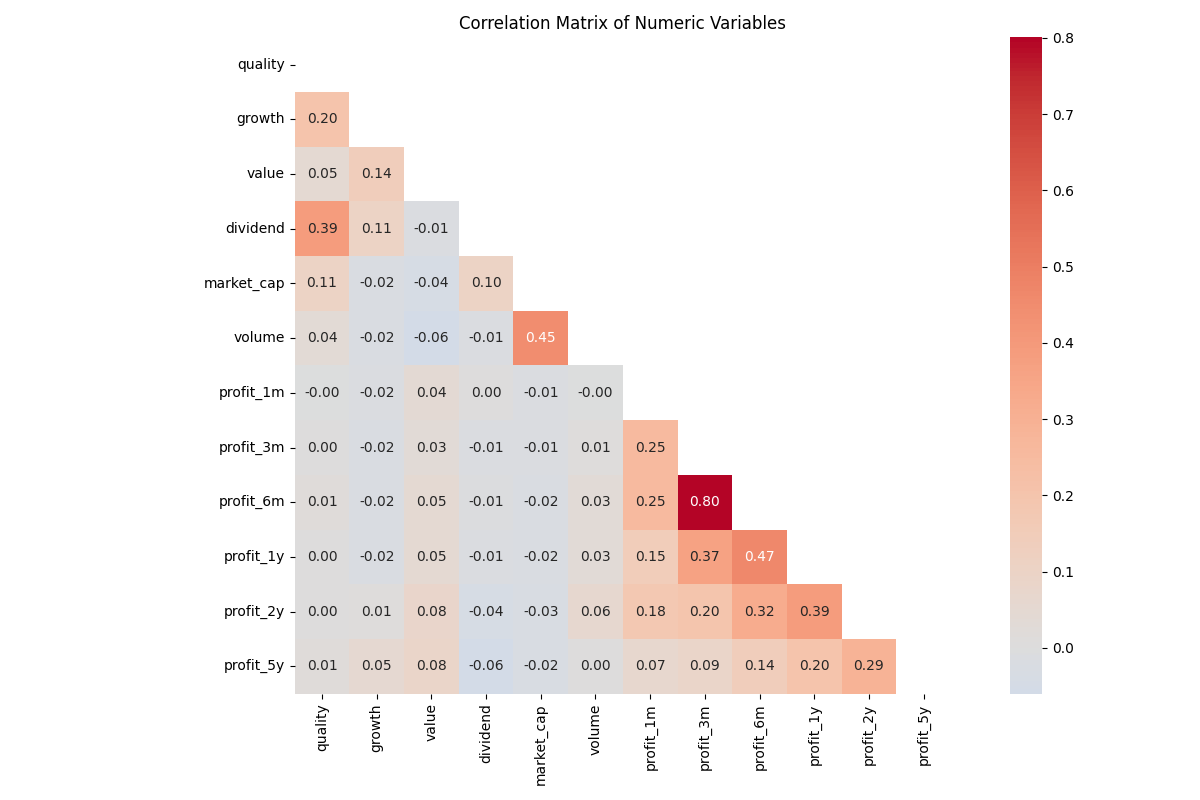 Correlation Matrix of Numeric Variables
quality
growth 0.20
value 0.05 0.14
dividend 0.39 0.11 -0.01
market_cap 0.11 -0.02 -0.04 0.10
volume 0.04 -0.02 -0.06 -0.01 0.45
profit_1m -0.00 -0.02 0.04 0.00 -0.01 -0.00
profit_3m 0.00 -0.02 0.03 -0.01 -0.01 0.01 0.25
profit_6m 0.01 -0.02 0.05 -0.01 -0.02 0.03 0.25 0.80
profit_1y 0.00 -0.02 0.05 -0.01 -0.02 0.03 0.15 0.37 0.47
profit_2y 0.00 0.01 0.08 -0.04 -0.03 0.06 0.18 0.20 0.32 0.39
profit_5y 0.01 0.05 0.08 -0.06 -0.02 0.00 0.07 0.09 0.14 0.20 0.29
quality growth value dividend market_cap volume profit_1m profit_3m profit_6m profit_1y profit_2y profit_5y
0.8
0.7
0.6
0.5
0.4
0.3
0.2
0.1
0.0